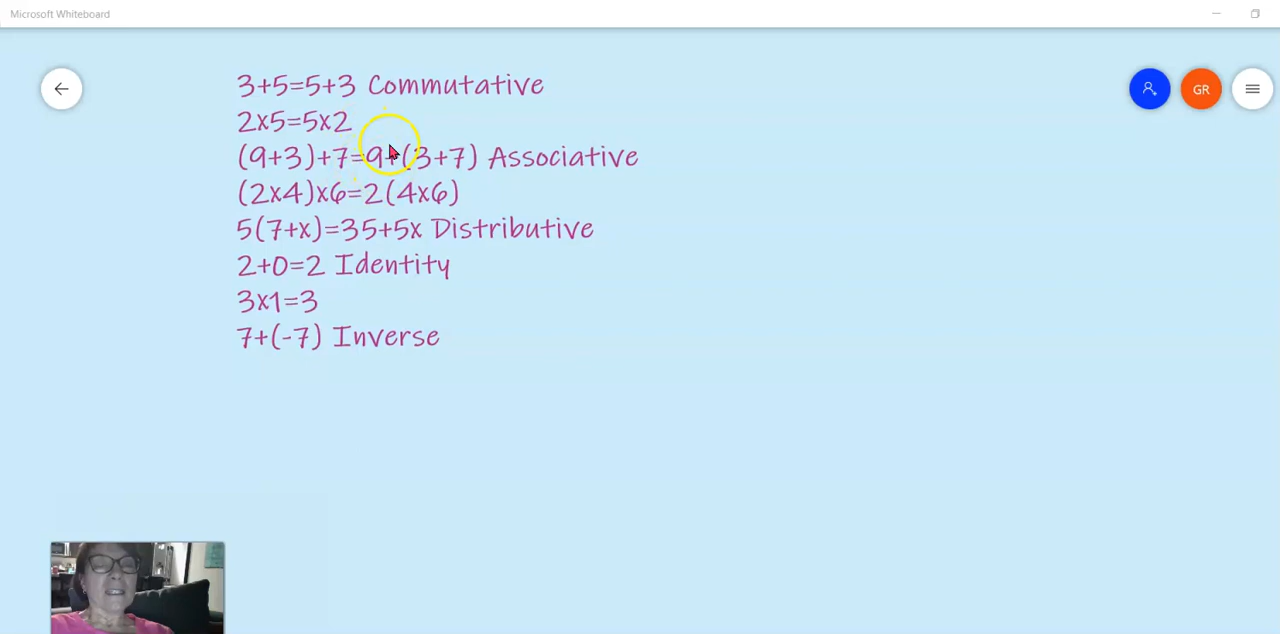 Microsoft Whiteboard
GR
3+5=5+3 Commutative
2x5=5x2
(9+3)+7=9+(3+7) Associative
(2x4)x6=2(4x6)
5(7+x)=35+5x Distributive
2+0=2 Identity
3x1=3
7+(-7) Inverse